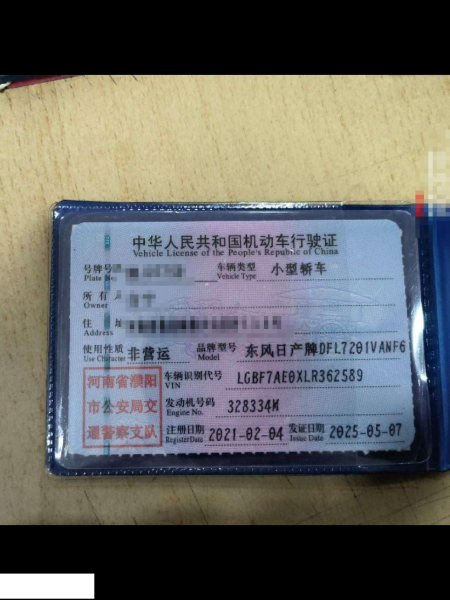 中华人民共和国机动车行驶证
Vehicle License of the People's Republic of China
号牌号 车辆类型 小型轿车
Plate No. Vehicle Type
所有人
Owner
住址
Address
使用性质 非营运 品牌型号 东风日产牌DFL7201VANF6
Use Character Model
河南省濮阳
市公安局交
通警察支队
车辆识别代号 LGBF7AE0XLR362589
VIN
发动机号码 328334M
Engine No.
注册日期 2021-02-04 发证日期 2025-05-07
Register Date Issue Date